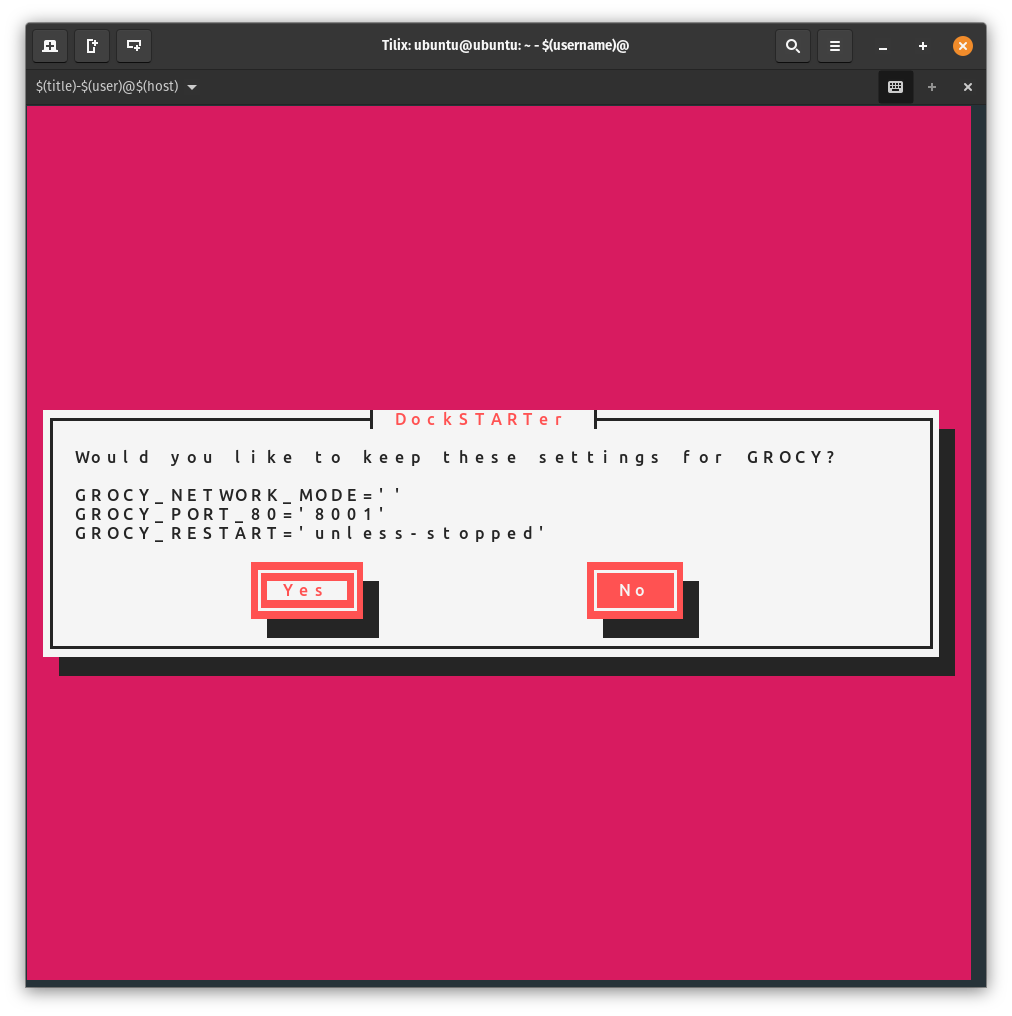 Tilix: ubuntu@ubuntu: ~ - $(username)@
$(title)-$(user)@$(host)
DockSTARTer
Would you like to keep these settings for GROCY?
GROCY_NETWORK_MODE=''
GROCY_PORT_80='8001'
GROCY_RESTART='unless-stopped'
Yes No